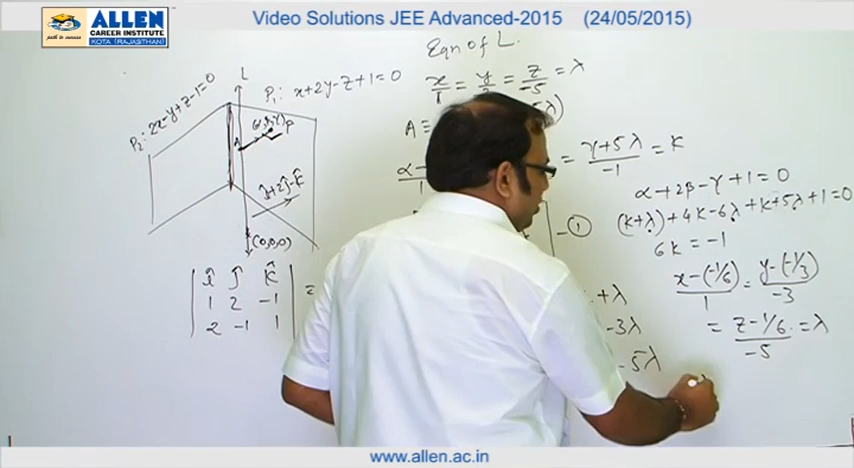 ALLEN
CAREER INSTITUTE
KOTA (RAJASTHAN)
path to success
Video Solutions JEE Advanced-2015 (24/05/2015)
P₂: 2x-y+z-1=0
L
P₁: x+2y-z+1=0
(α,β,γ)
P
A
î+2ĵ-k̂
(0,0,0)
| î ĵ k̂ |
| 1 2 -1 | =
| 2 -1 1 |
Eqn of L.
x/1 = y/ = z/-5 = λ
A =
α- /1 = γ+5λ/-1 = K
-①
+λ
-3λ
-5λ
α+2β-γ+1=0
(K+λ)+4K-6λ+K+5λ+1=0
6K = -1
x-(-1/6)/1 = y-(-1/3)/-3
= z-1/6/-5 = λ
www.allen.ac.in